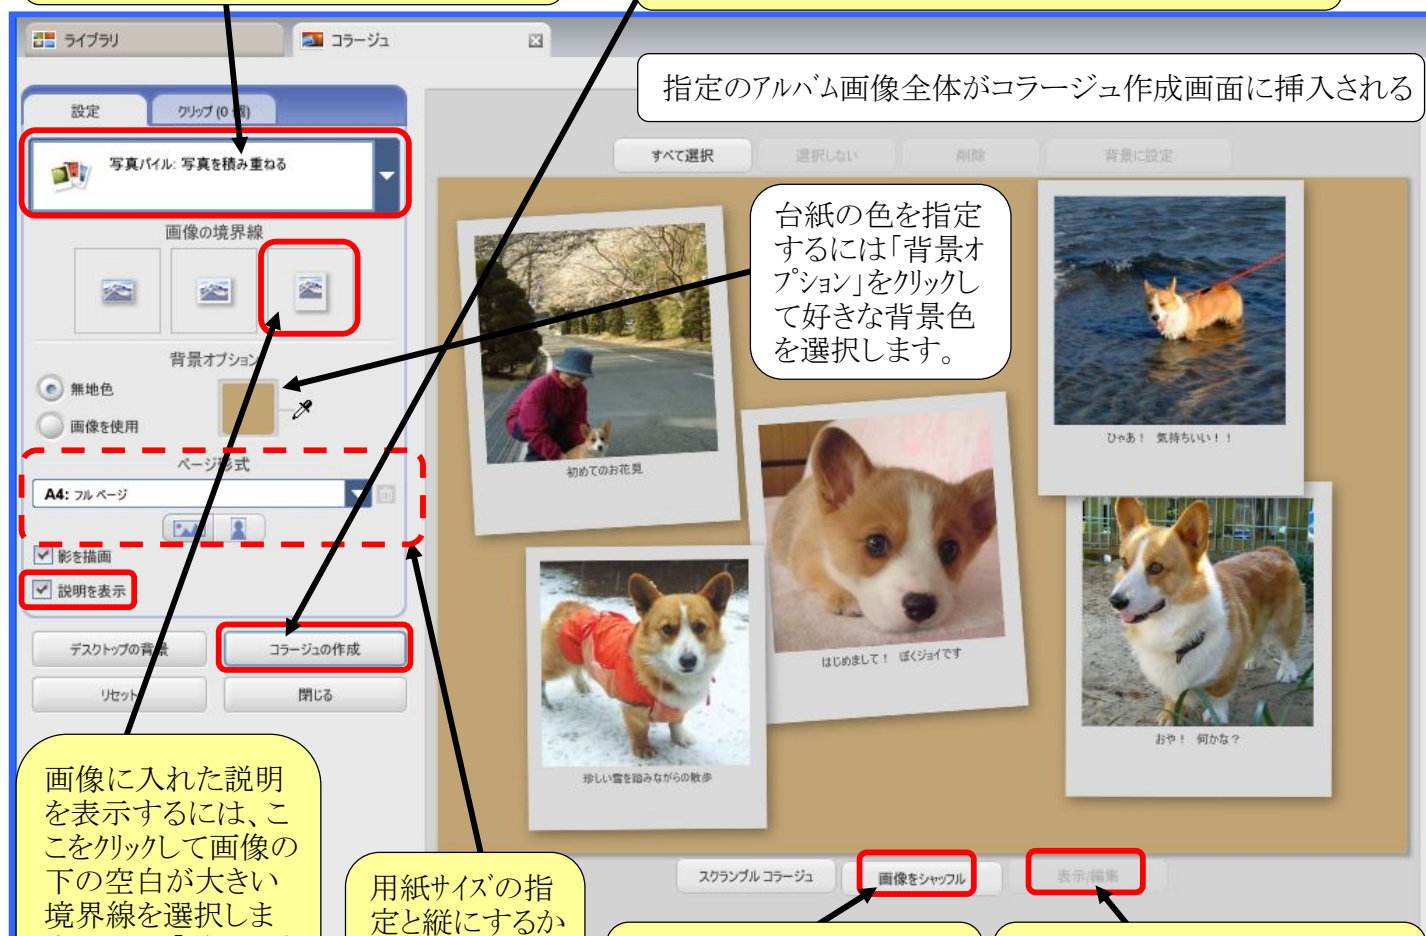 ライブラリ
コラージュ
指定のアルバム画像全体がコラージュ作成画面に挿入される
設定
クリップ (0 個)
写真パイル: 写真を積み重ねる
すべて選択
選択しない
削除
背景に設定
画像の境界線
台紙の色を指定
するには「背景オ
プション」をクリックし
て好きな背景色
を選択します。
背景オプション
無地色
画像を使用
ページ形式
A4: フル ページ
影を描画
説明を表示
デスクトップの背景
コラージュの作成
リセット
閉じる
初めてのお花見
ひゃあ! 気持ちいい!!
はじめまして! ぼくジョイです
珍しい雪を踏みながらの散歩
おや! 何かな?
画像に入れた説明
を表示するには、こ
こをクリックして画像の
下の空白が大きい
境界線を選択しま
用紙サイズの指
定と縦にするか
スクランブル コラージュ
画像をシャッフル
表示/編集